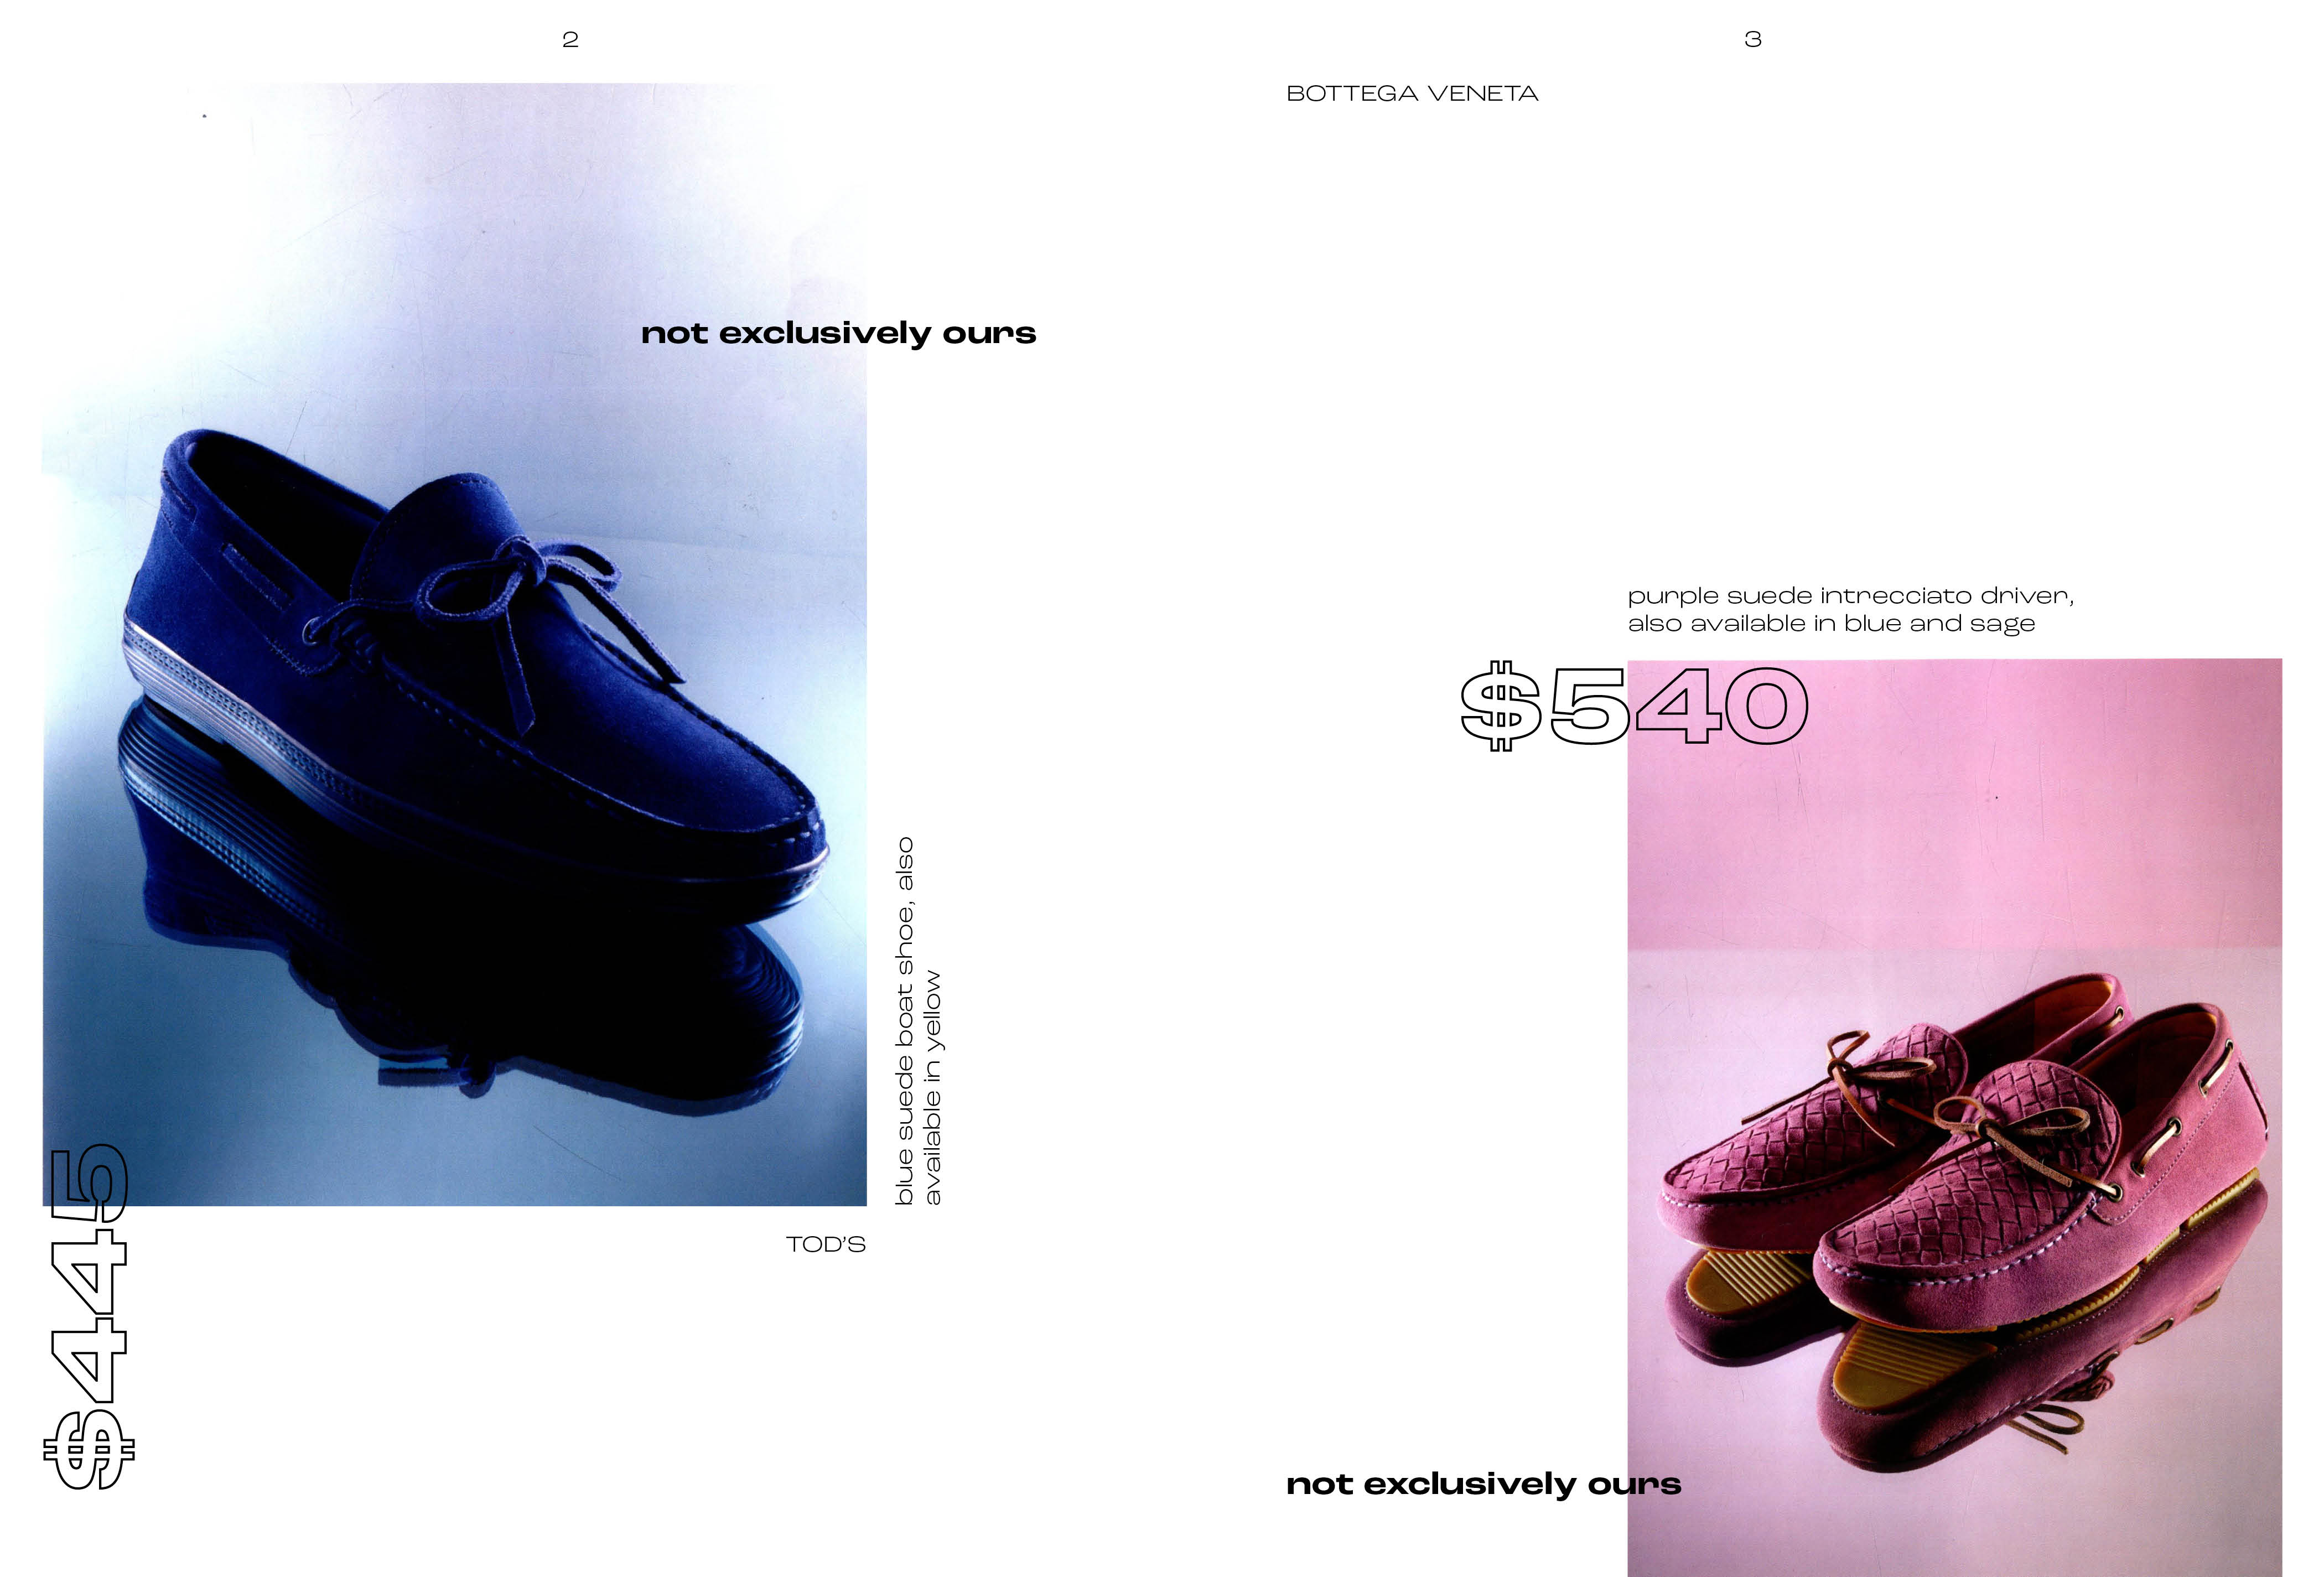 2
not exclusively ours
blue suede boat shoe, also
available in yellow
$445
TOD'S
3
BOTTEGA VENETA
purple suede intrecciato driver,
also available in blue and sage
$540
not exclusively ours